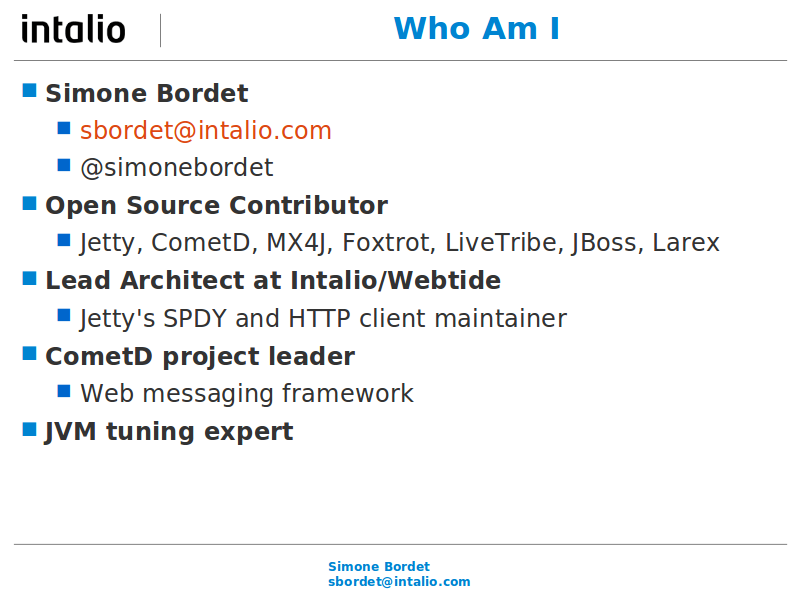 intalio
Who Am I
Simone Bordet
sbordet@intalio.com
@simonebordet
Open Source Contributor
Jetty, CometD, MX4J, Foxtrot, LiveTribe, JBoss, Larex
Lead Architect at Intalio/Webtide
Jetty's SPDY and HTTP client maintainer
CometD project leader
Web messaging framework
JVM tuning expert
Simone Bordet
sbordet@intalio.com